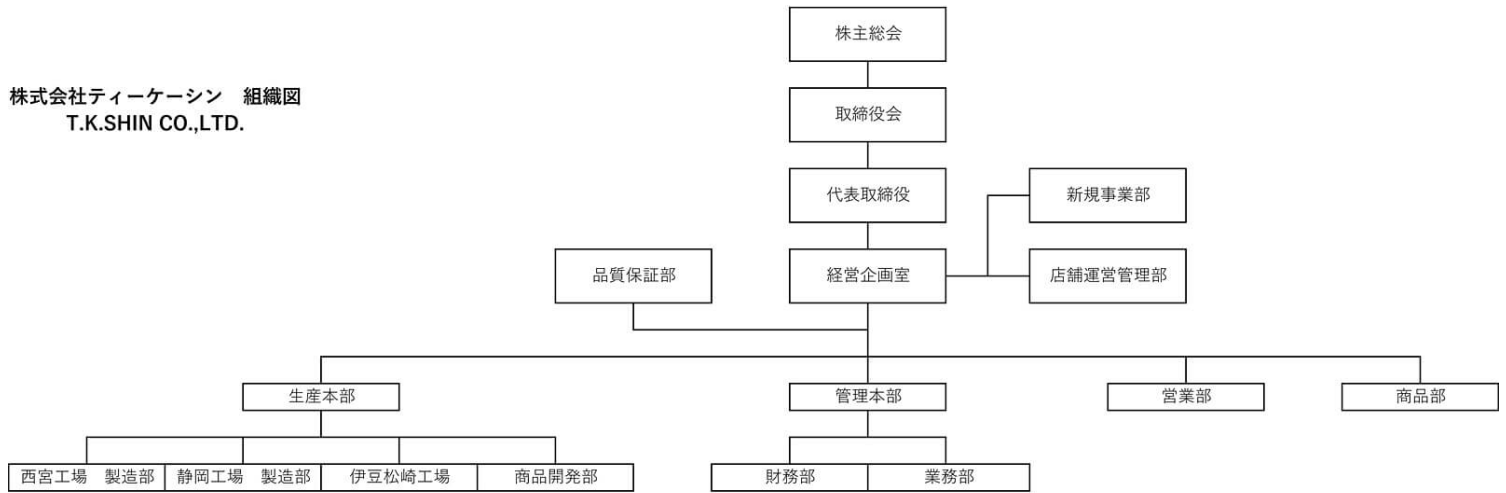 株主総会
株式会社ティーケーシン　組織図
T.K.SHIN CO.,LTD.
取締役会
代表取締役
新規事業部
品質保証部
経営企画室
店舗運営管理部
生産本部
管理本部
営業部
商品部
西宮工場　製造部
静岡工場　製造部
伊豆松崎工場
商品開発部
財務部
業務部